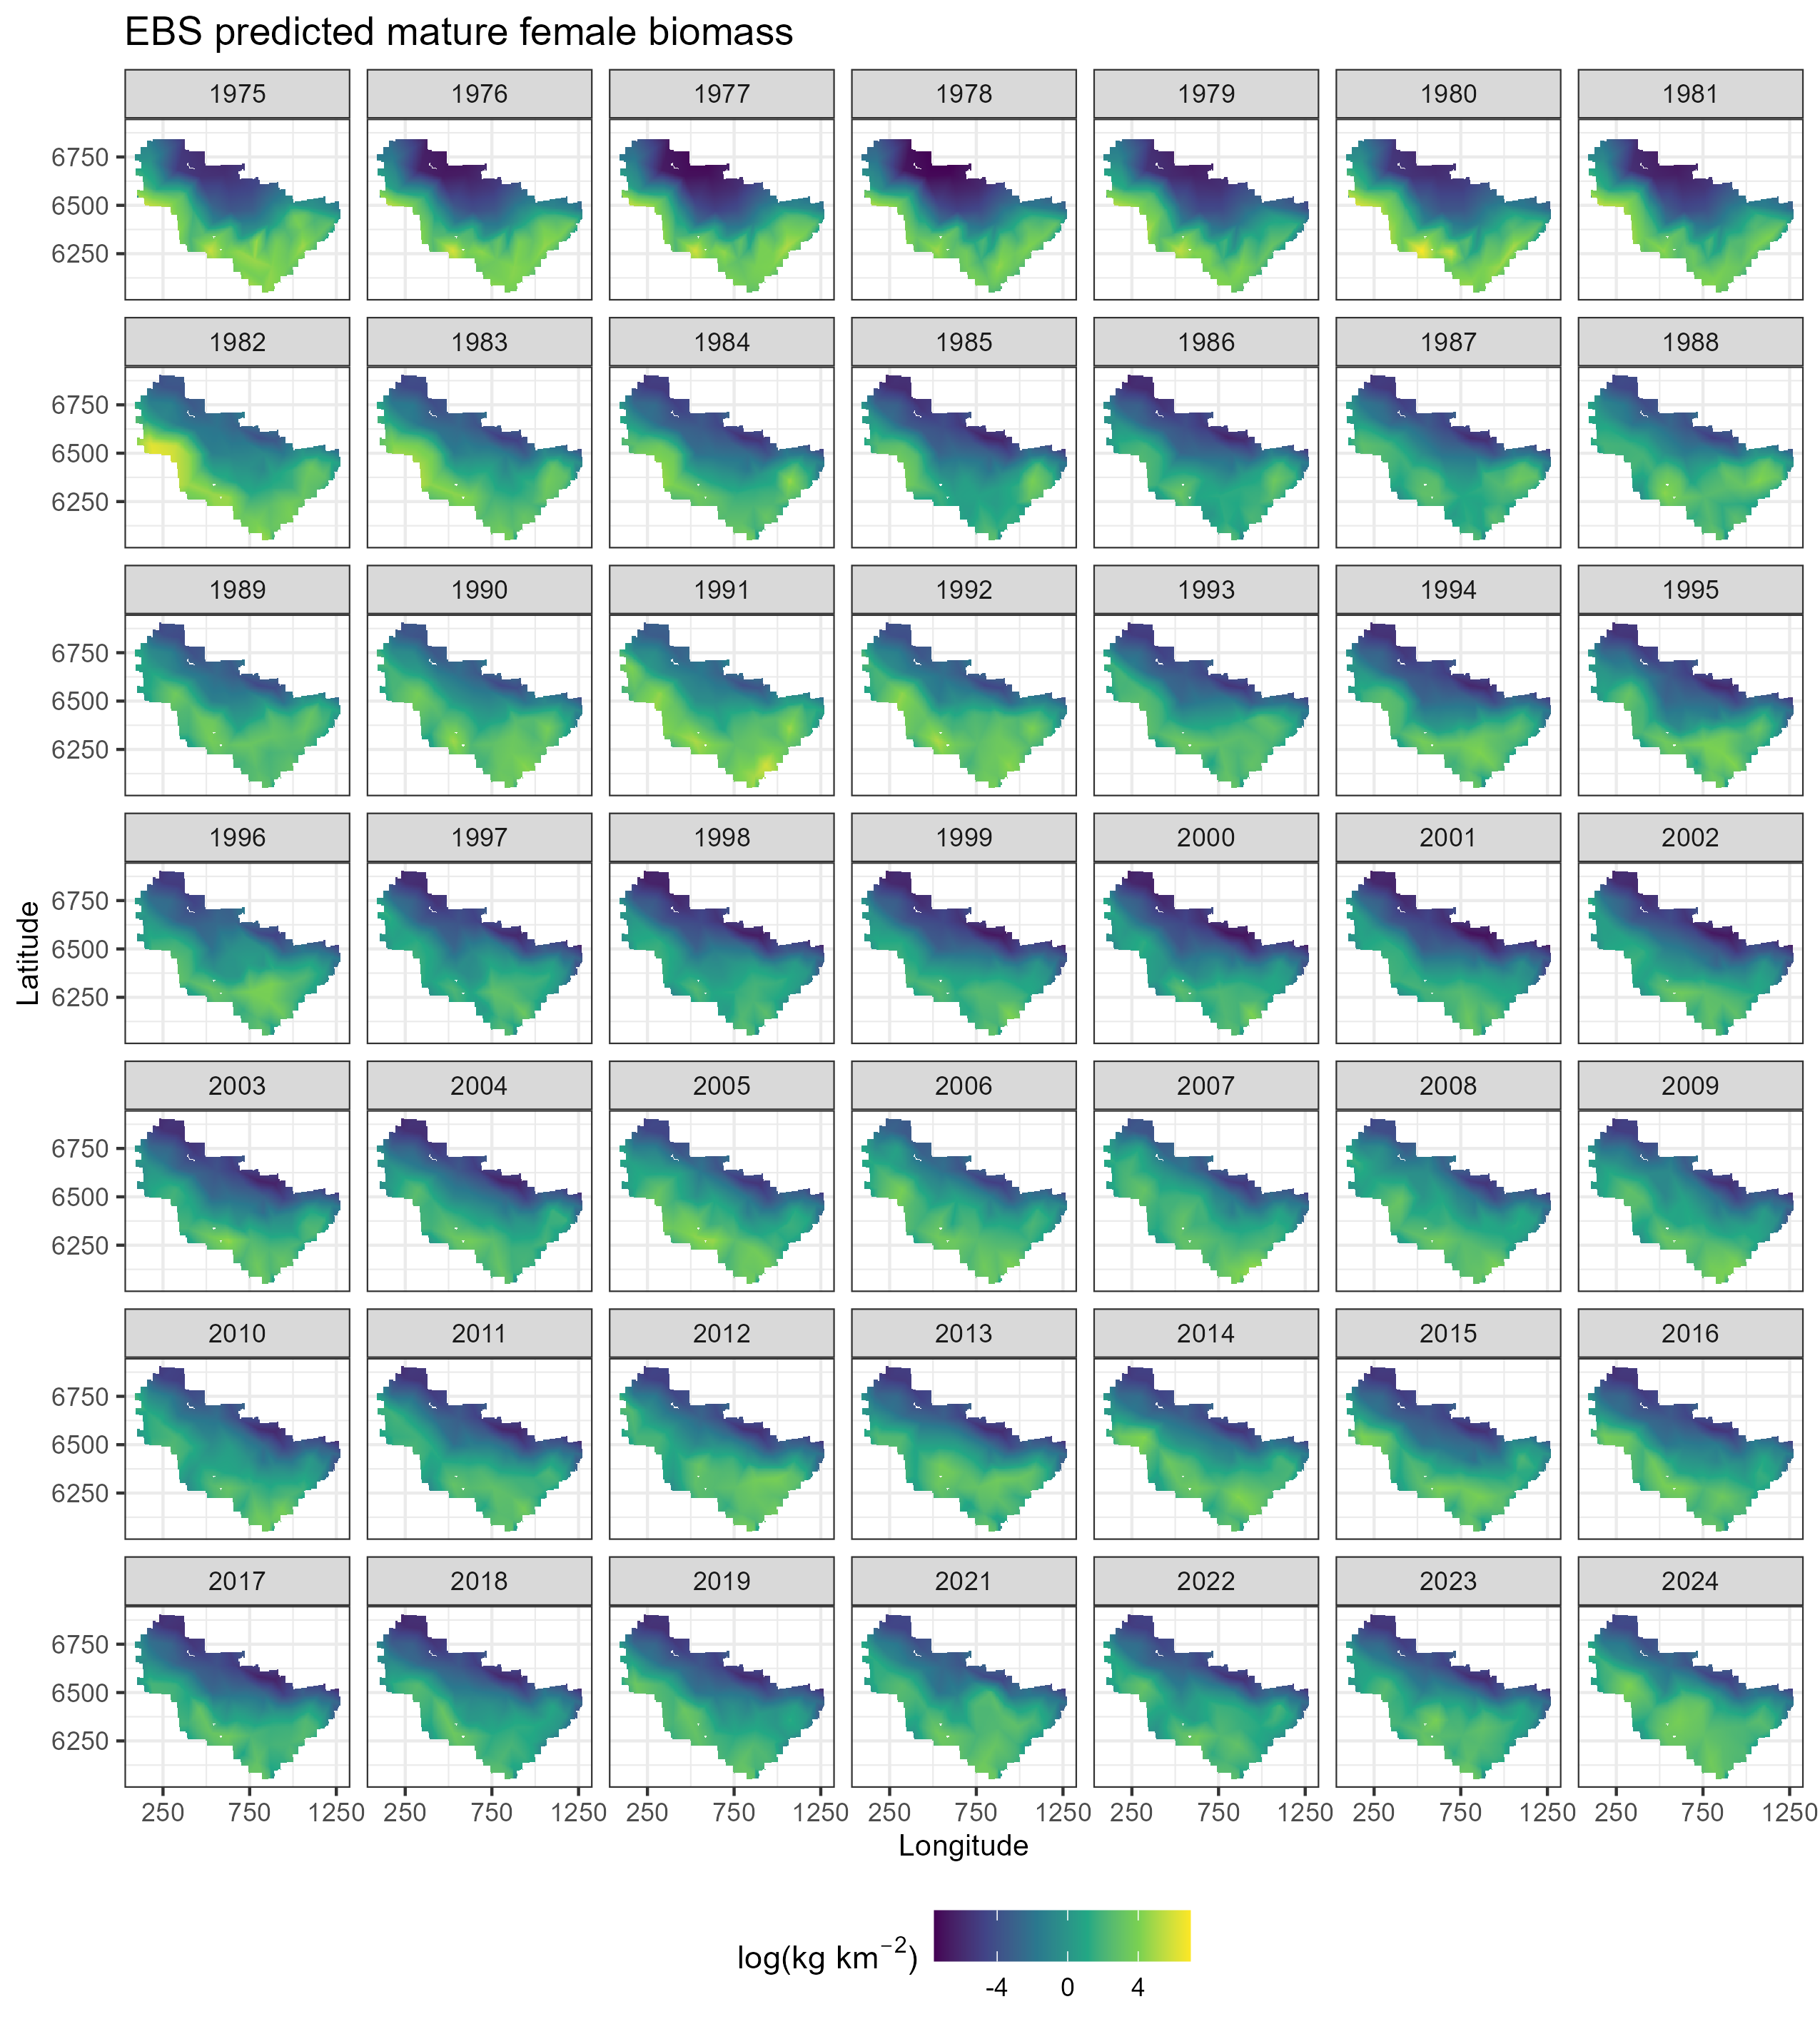 EBS predicted mature female biomass
1975 1976 1977 1978 1979 1980 1981
6750
6500
6250
1982 1983 1984 1985 1986 1987 1988
6750
6500
6250
1989 1990 1991 1992 1993 1994 1995
6750
6500
6250
1996 1997 1998 1999 2000 2001 2002
6750
6500
6250
Latitude
2003 2004 2005 2006 2007 2008 2009
6750
6500
6250
2010 2011 2012 2013 2014 2015 2016
6750
6500
6250
2017 2018 2019 2021 2022 2023 2024
6750
6500
6250
250 750 1250 250 750 1250 250 750 1250 250 750 1250 250 750 1250 250 750 1250 250 750 1250
Longitude
log(kg km⁻²)
-4 0 4